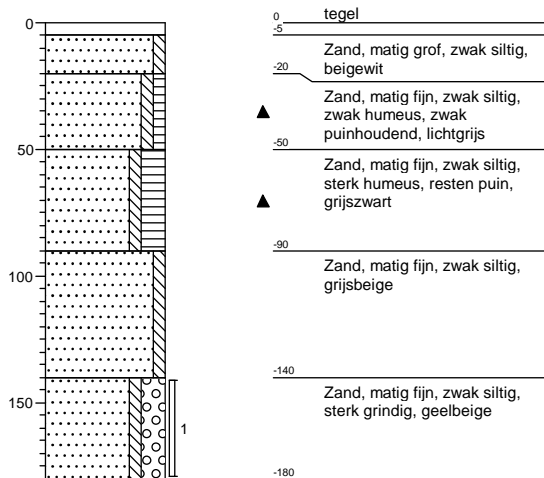 0
50
100
150
1
0
tegel
-5
Zand, matig grof, zwak siltig,
beigewit
-20
Zand, matig fijn, zwak siltig,
zwak humeus, zwak
puinhoudend, lichtgrijs
-50
Zand, matig fijn, zwak siltig,
sterk humeus, resten puin,
grijszwart
-90
Zand, matig fijn, zwak siltig,
grijsbeige
-140
Zand, matig fijn, zwak siltig,
sterk grindig, geelbeige
-180